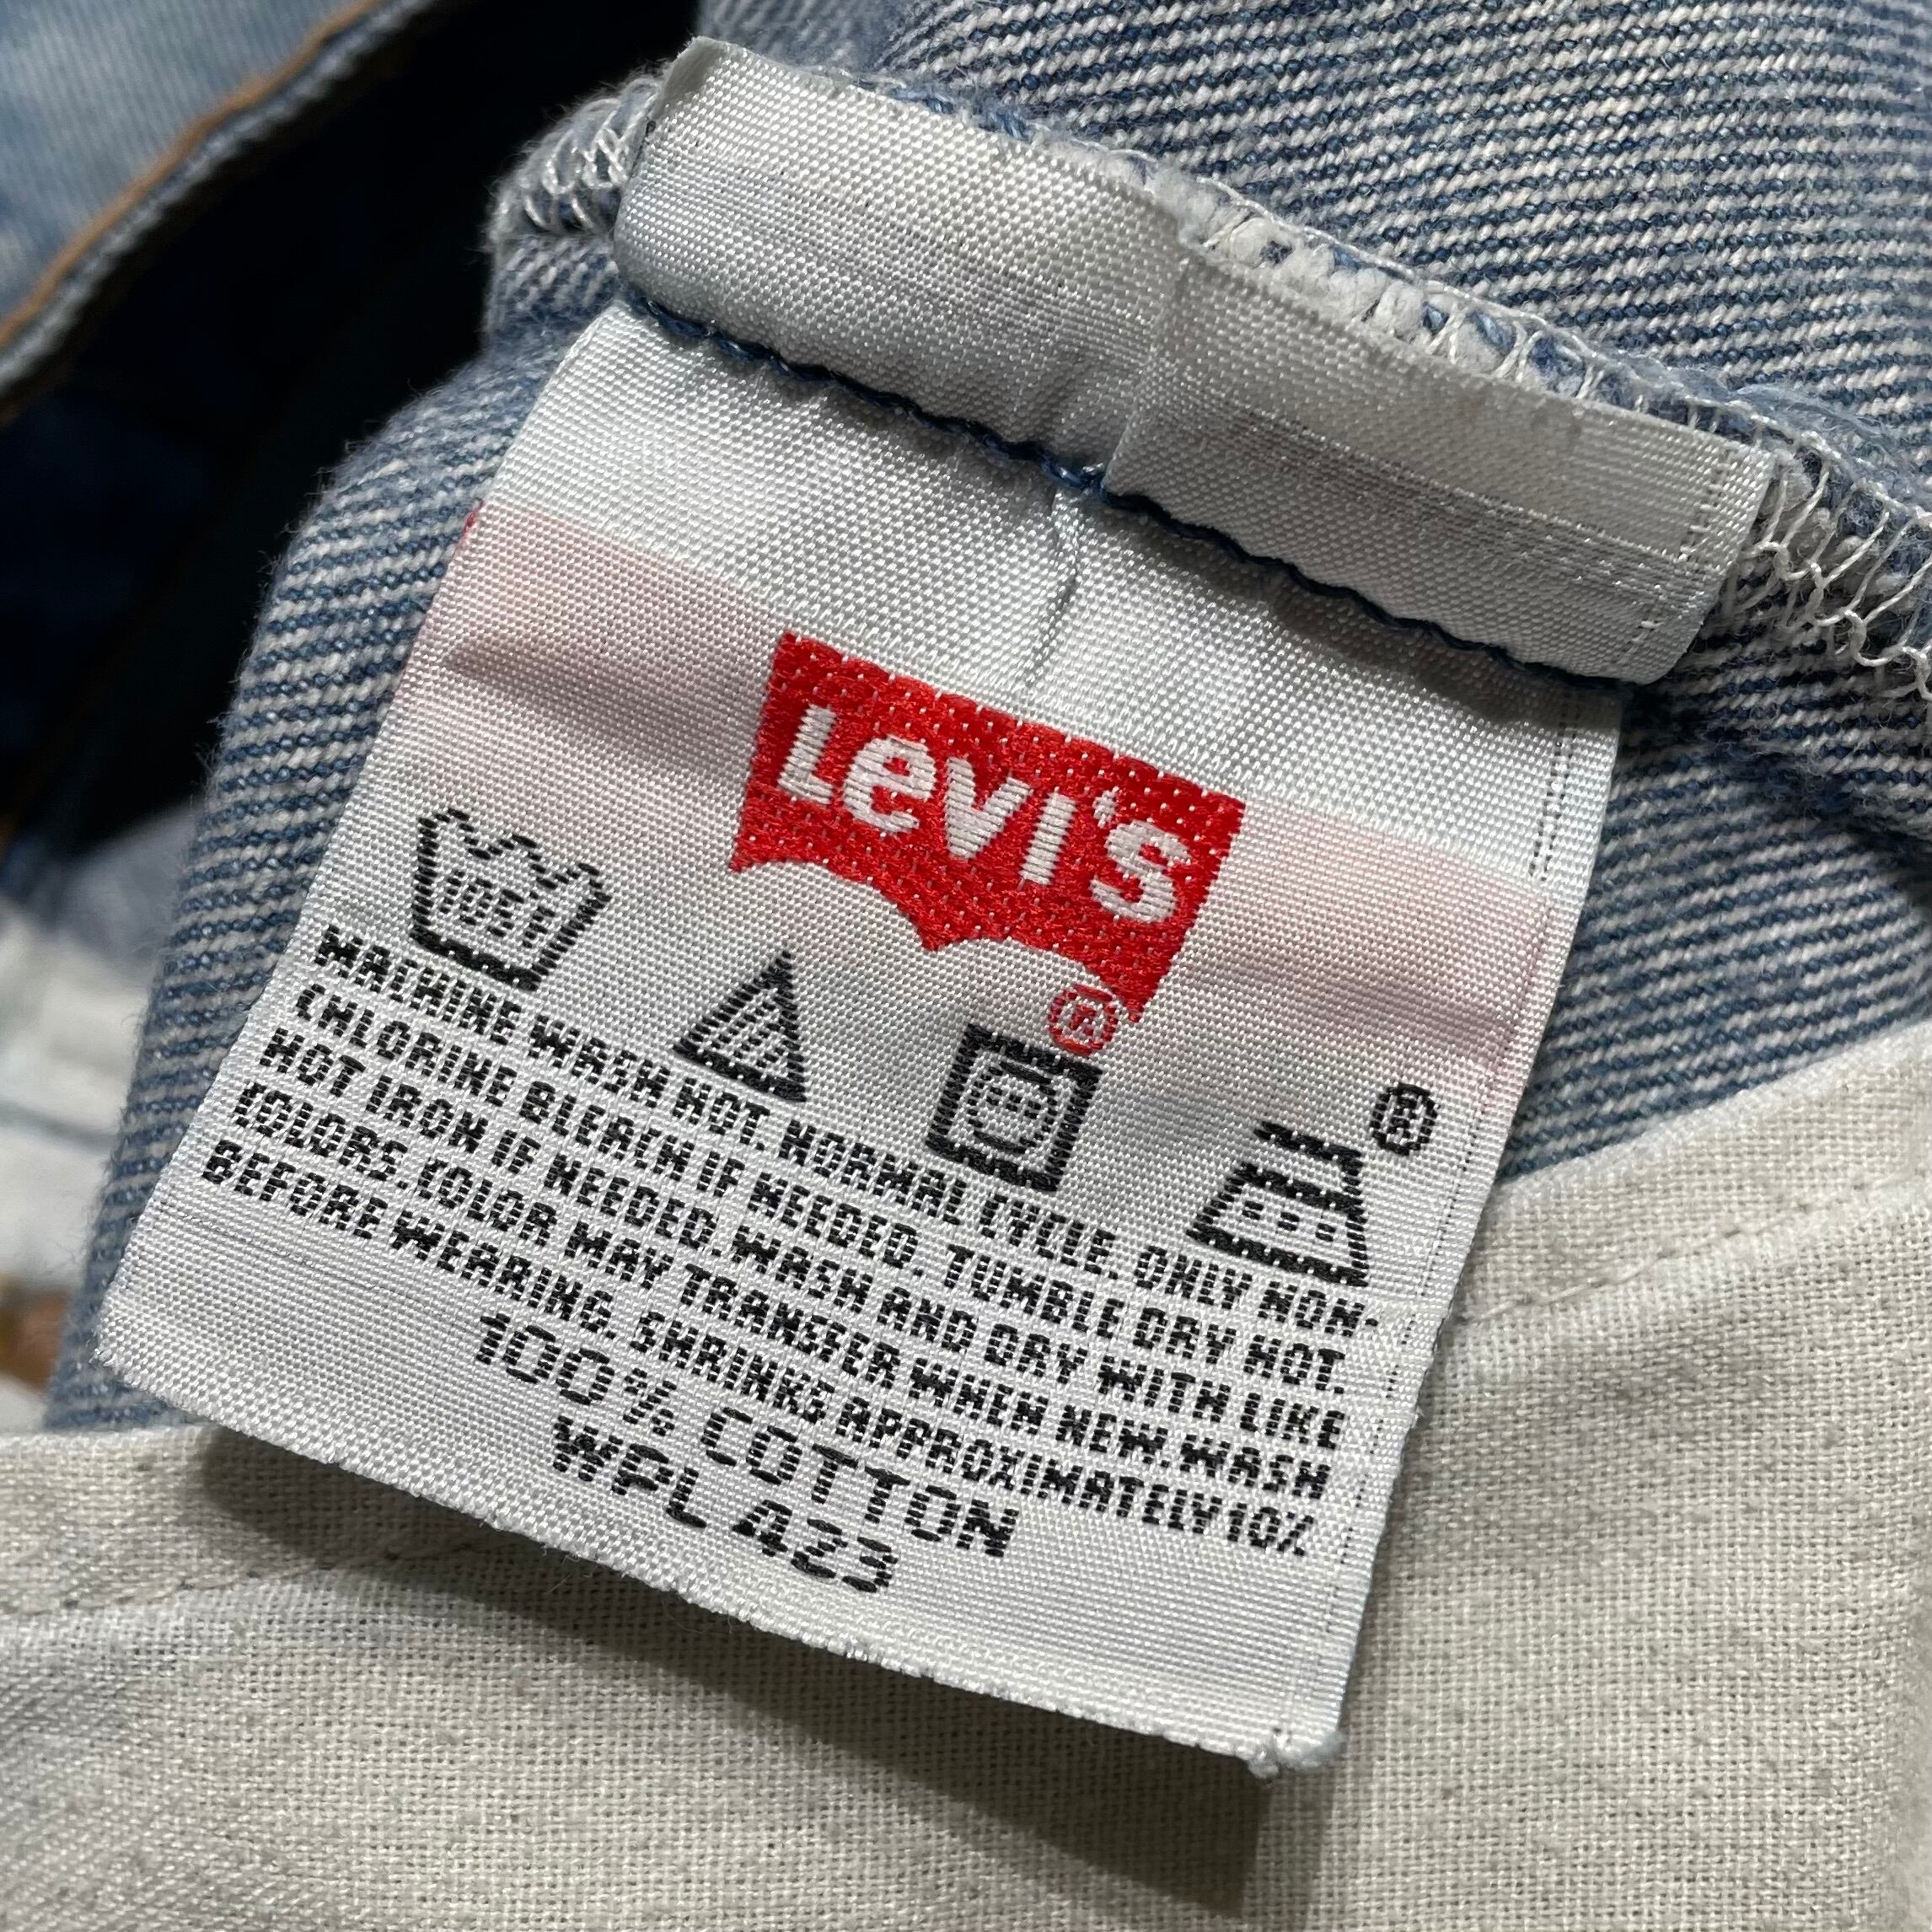 Levi's
®
105F
®
MACHINE WASH HOT. NORMAL CYCLE. ONLY NON-
CHLORINE BLEACH IF NEEDED. TUMBLE DRY HOT.
HOT IRON IF NEEDED. WASH AND DRY WITH LIKE
COLORS. COLOR MAY TRANSFER WHEN NEW. WASH
BEFORE WEARING. SHRINKS APPROXIMATELY 10%
100% COTTON
WPL 423